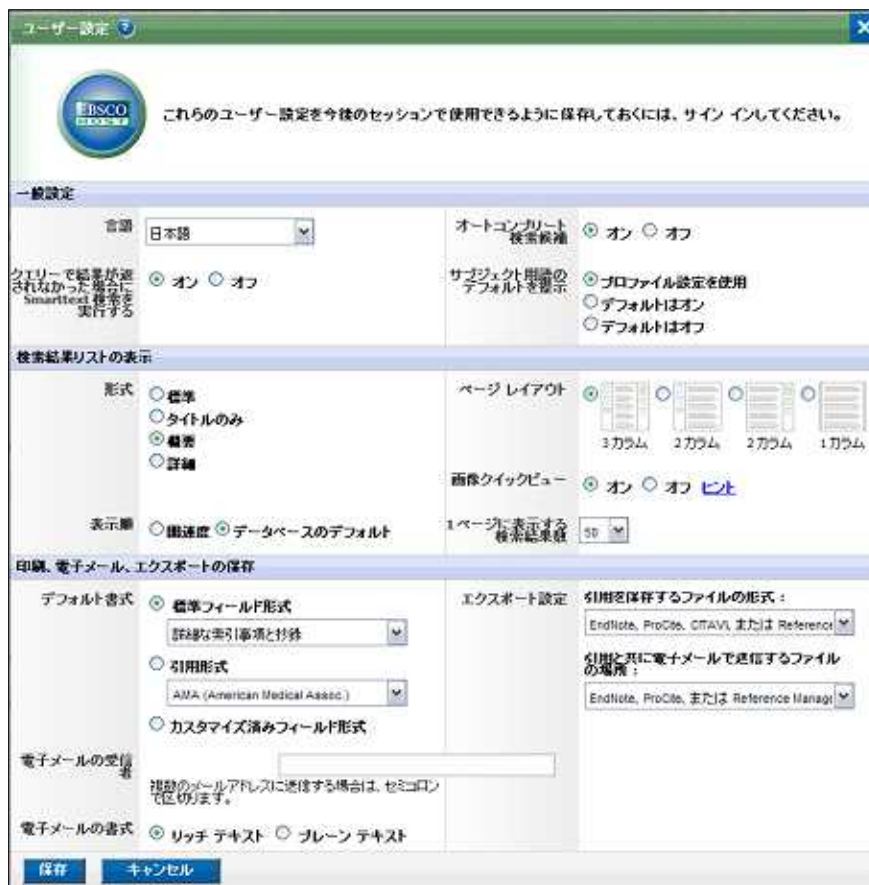 ユーザー設定
EBSCO
HOST
これらのユーザー設定を今後のセッションで使用できるように保存しておくには、サイン インしてください。
一般設定
言語
日本語
オートコンプリート
検索候補
オン オフ
クエリーで結果が返
されなかった場合に
Smarttext 検索を
実行する
オン オフ
サブジェクト用語の
デフォルトを提示
プロファイル設定を使用
デフォルトはオン
デフォルトはオフ
検索結果リストの表示
形式
標準
タイトルのみ
概要
詳細
ページ レイアウト
3カラム 2カラム 2カラム 1カラム
画像クイックビュー
オン オフ ヒント
表示順
関連度 データベースのデフォルト
1ページに表示する
検索結果数
50
印刷、電子メール、エクスポートの保存
デフォルト書式
標準フィールド形式
詳細な索引事項と抄録
引用形式
AMA (American Medical Assoc.)
カスタマイズ済みフィールド形式
エクスポート設定
引用を保存するファイルの形式：
EndNote, ProCite, CITAVI, または Reference
引用と共に電子メールで送信するファイル
の場所：
EndNote, ProCite, または Reference Manag
電子メールの受信
者
複数のメールアドレスに送信する場合は、セミコロン
で区切ります。
電子メールの書式
リッチ テキスト プレーン テキスト
保存 キャンセル